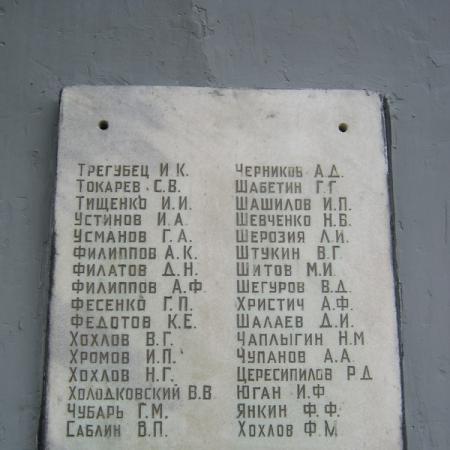 Трегубец И.К.
Токарев С.В.
Тищенко И.И.
Устинов И.А.
Усманов Г.А.
Филиппов А.К.
Филатов Д.Н.
Филиппов А.Ф.
Фесенко Г.П.
Федотов К.Е.
Хохлов В.Г.
Хромов И.П.
Хохлов Н.Г.
Холодковский В.В
Чубарь Г.М.
Саблин В.П.
Черников А.Д.
Шабетин Г.Г
Шашилов И.П.
Шевченко Н.Б.
Шерозия Л.И.
Штукин В.Г
Шитов М.И.
Шегуров В.Д.
Христич А.Ф.
Шалаев Д.И.
Чаплыгин Н.М
Чупанов А.А.
Цересипилов Р.Д
Юган И.Ф
Янкин Ф.Ф.
Хохлов Ф.М